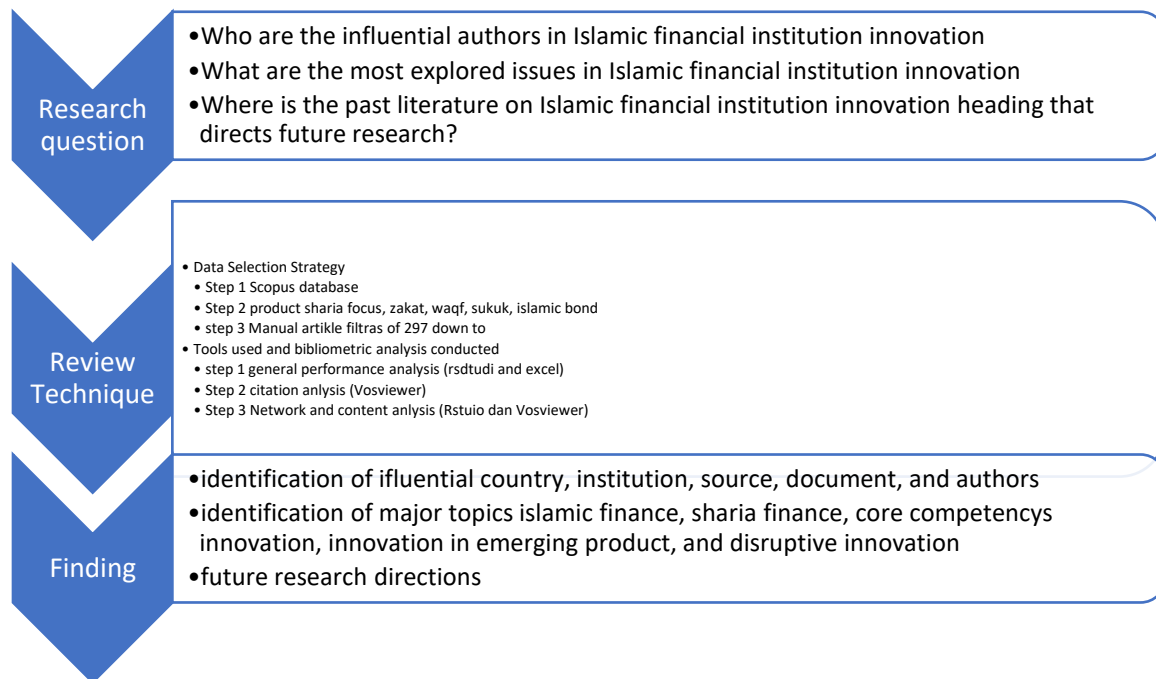 •Who are the influential authors in Islamic financial institution innovation
•What are the most explored issues in Islamic financial institution innovation
•Where is the past literature on Islamic financial institution innovation heading that
directs future research?
Research
question
• Data Selection Strategy
• Step 1 Scopus database
• Step 2 product sharia focus, zakat, waqf, sukuk, islamic bond
• step 3 Manual artikle filtras of 297 down to
• Tools used and bibliometric analysis conducted
• step 1 general performance analysis (rsdtudi and excel)
• Step 2 citation anlysis (Vosviewer)
• Step 3 Network and content anlysis (Rstuio dan Vosviewer)
Review
Technique
•identification of ifluential country, institution, source, document, and authors
•identification of major topics islamic finance, sharia finance, core competencys
innovation, innovation in emerging product, and disruptive innovation
•future research directions
Finding